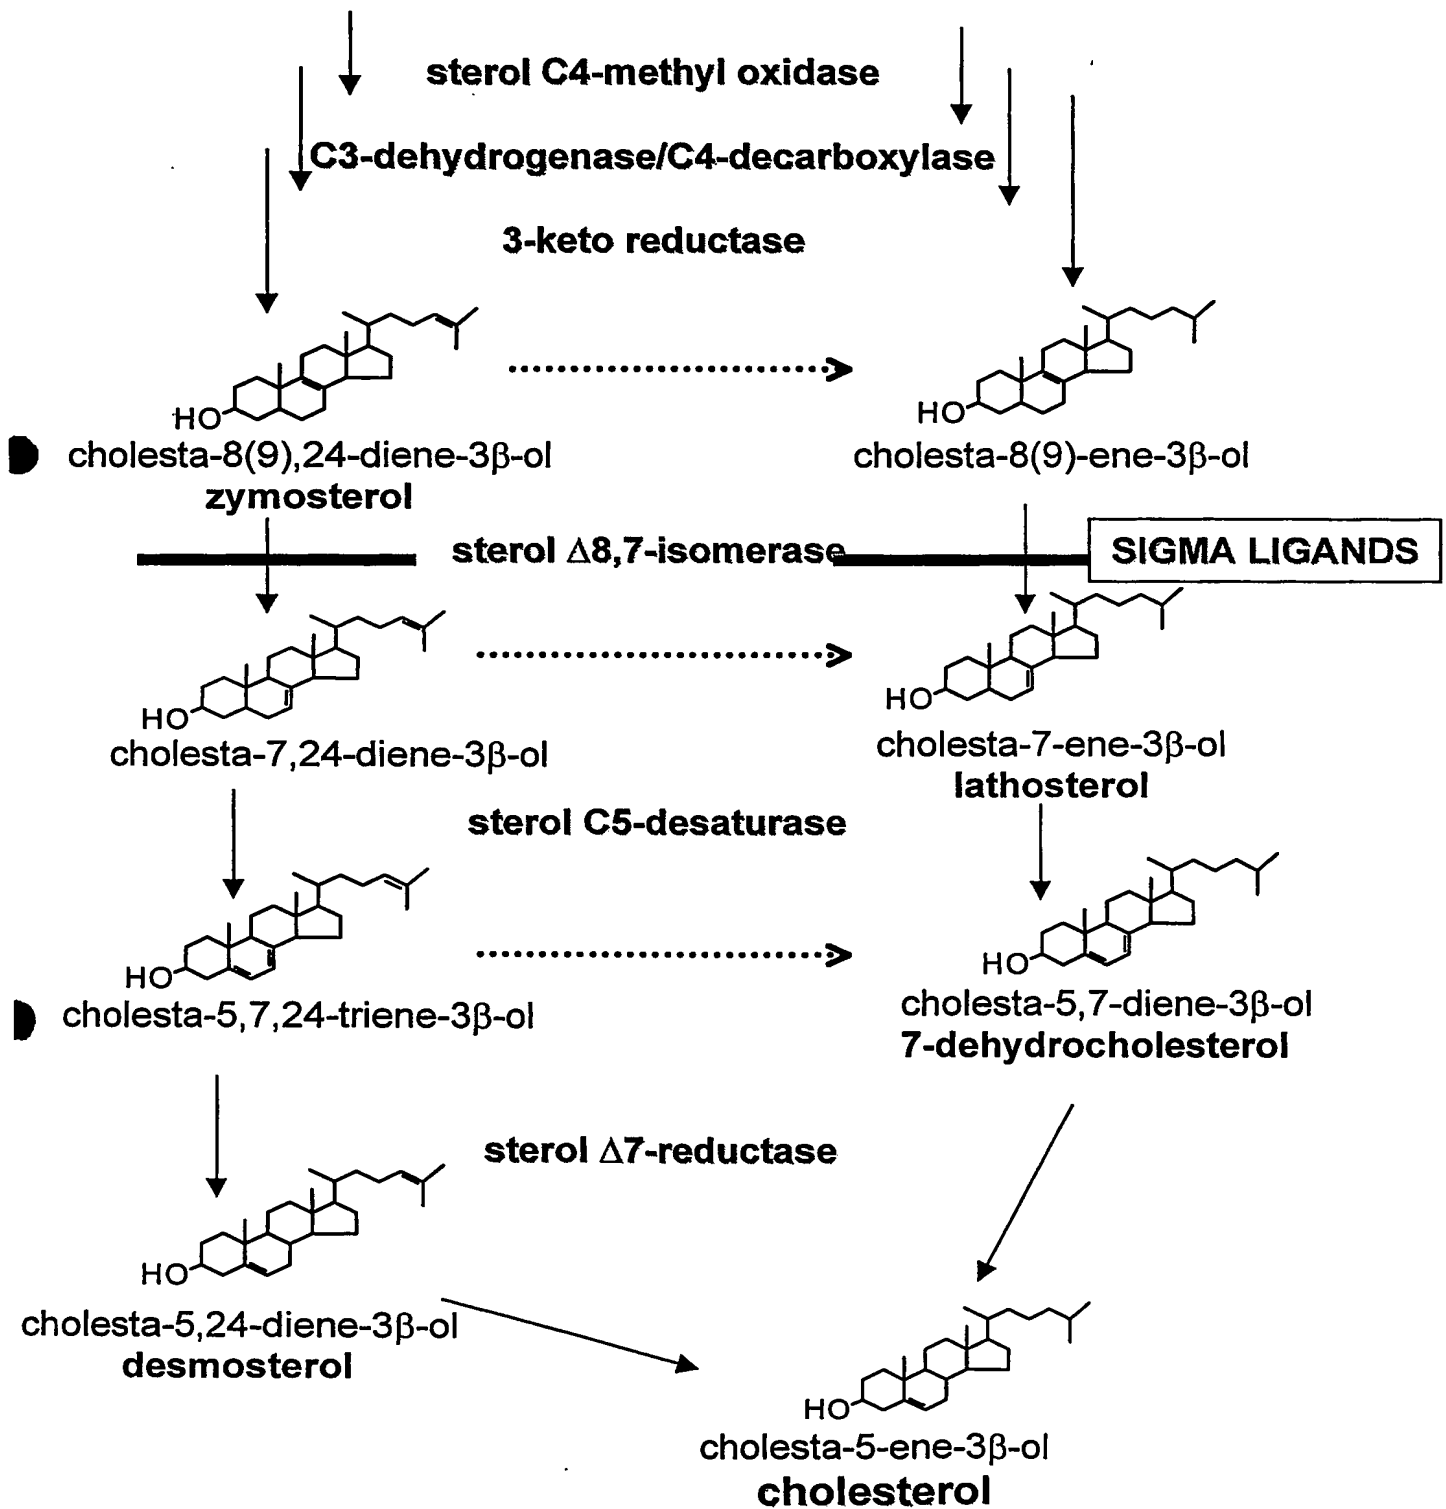 sterol C4-methyl oxidase
C3-dehydrogenase/C4-decarboxylase
3-keto reductase
HO
HO
cholesta-8(9),24-diene-3β-ol
zymosterol
cholesta-8(9)-ene-3β-ol
sterol Δ8,7-isomerase
SIGMA LIGANDS
HO
HO
cholesta-7,24-diene-3β-ol
cholesta-7-ene-3β-ol
lathosterol
sterol C5-desaturase
HO
HO
cholesta-5,7,24-triene-3β-ol
cholesta-5,7-diene-3β-ol
7-dehydrocholesterol
sterol Δ7-reductase
HO
cholesta-5,24-diene-3β-ol
desmosterol
HO
cholesta-5-ene-3β-ol
cholesterol